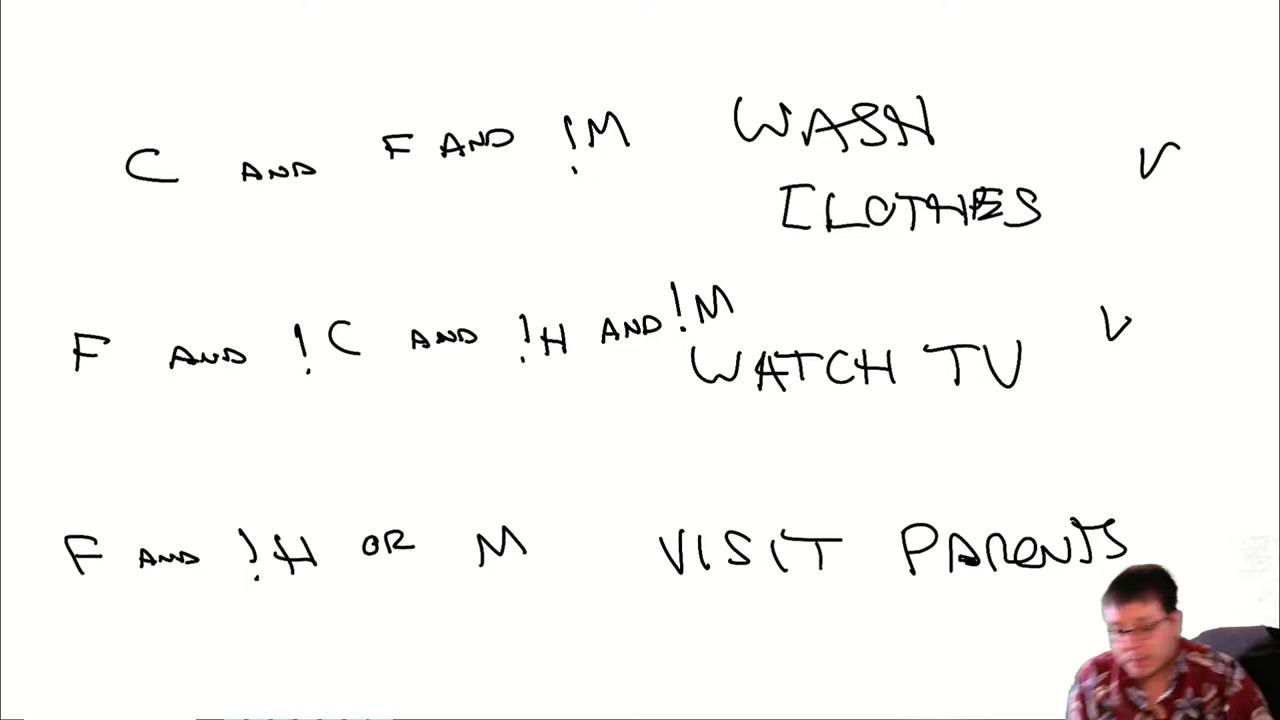 C AND F AND !M WASH
CLOTHES
F AND !C AND !H AND !M
WATCH TV
F AND !H OR M VISIT PARENTS